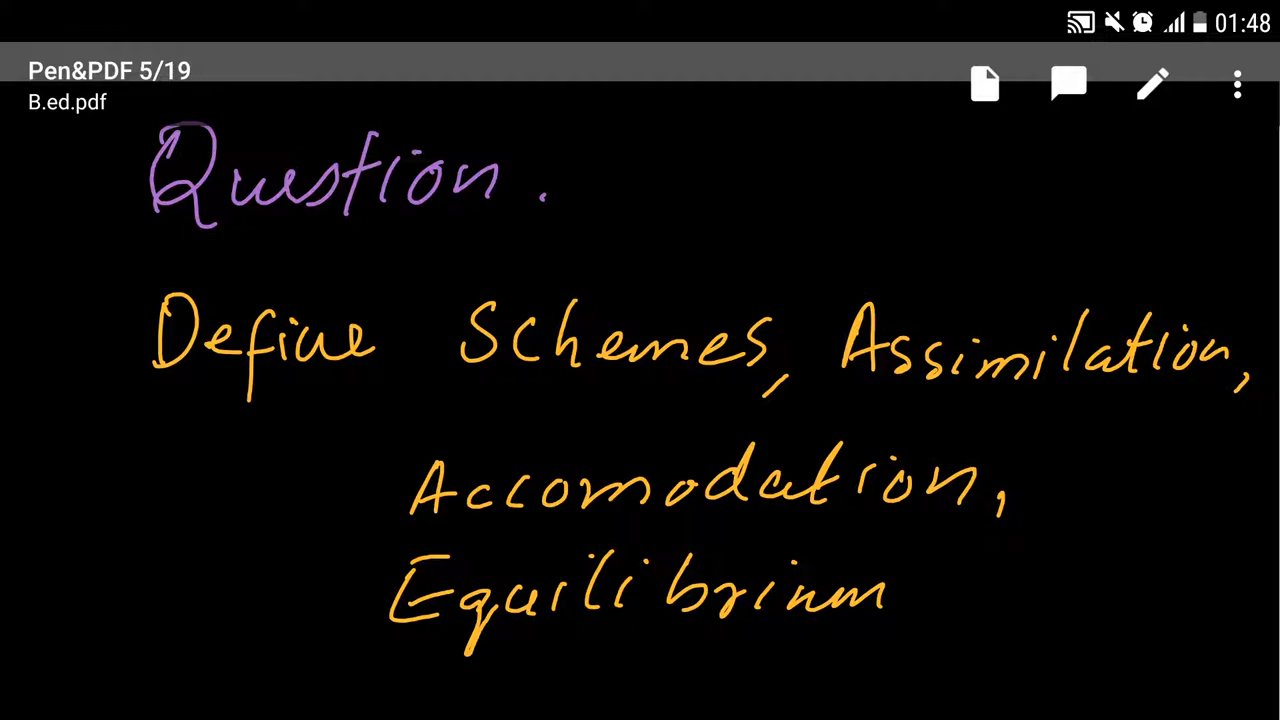 01:48
Pen&PDF 5/19
B.ed.pdf
Question.
Define Schemes, Assimilation,
Accomodation,
Equilibrium